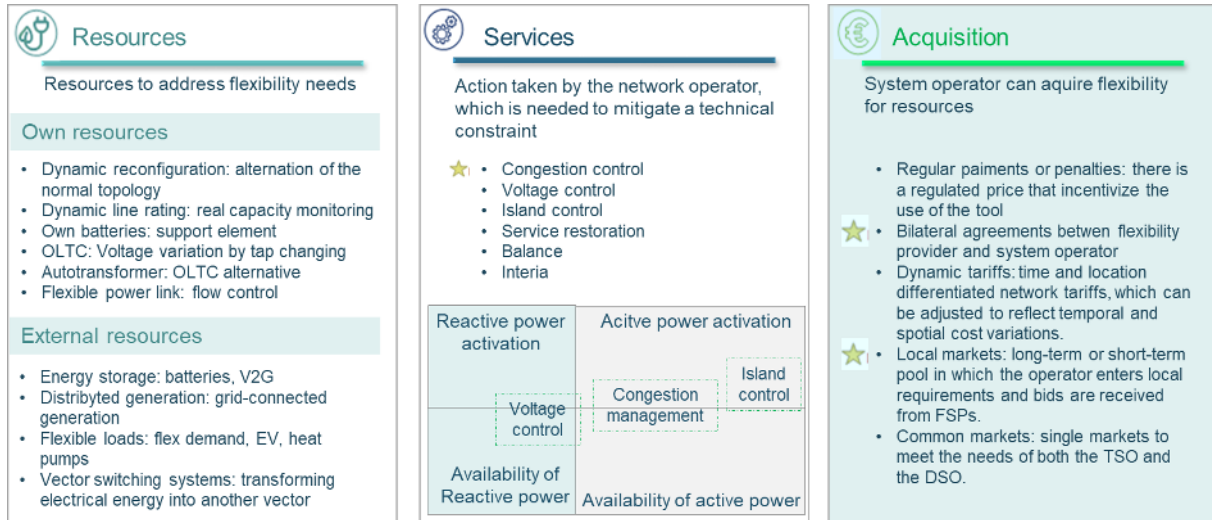 Resources
Resources to address flexibility needs
Own resources
• Dynamic reconfiguration: alternation of the
normal topology
• Dynamic line rating: real capacity monitoring
• Own batteries: support element
• OLTC: Voltage variation by tap changing
• Autotransformer: OLTC alternative
• Flexible power link: flow control
External resources
• Energy storage: batteries, V2G
• Distribyted generation: grid-connected
generation
• Flexible loads: flex demand, EV, heat
pumps
• Vector switching systems: transforming
electrical energy into another vector
Services
Action taken by the network operator,
which is needed to mitigate a technical
constraint
• Congestion control
• Voltage control
• Island control
• Service restoration
• Balance
• Interia
Reactive power
activation
Acitve power activation
Island
control
Congestion
management
Voltage
control
Availability of
Reactive power
Availability of active power
Acquisition
System operator can aquire flexibility
for resources
• Regular paiments or penalties: there is
a regulated price that incentivize the
use of the tool
• Bilateral agreements betwen flexibility
provider and system operator
• Dynamic tariffs: time and location
differentiated network tariffs, which can
be adjusted to reflect temporal and
spatial cost variations.
• Local markets: long-term or short-term
pool in which the operator enters local
requirements and bids are received
from FSPs.
• Common markets: single markets to
meet the needs of both the TSO and
the DSO.